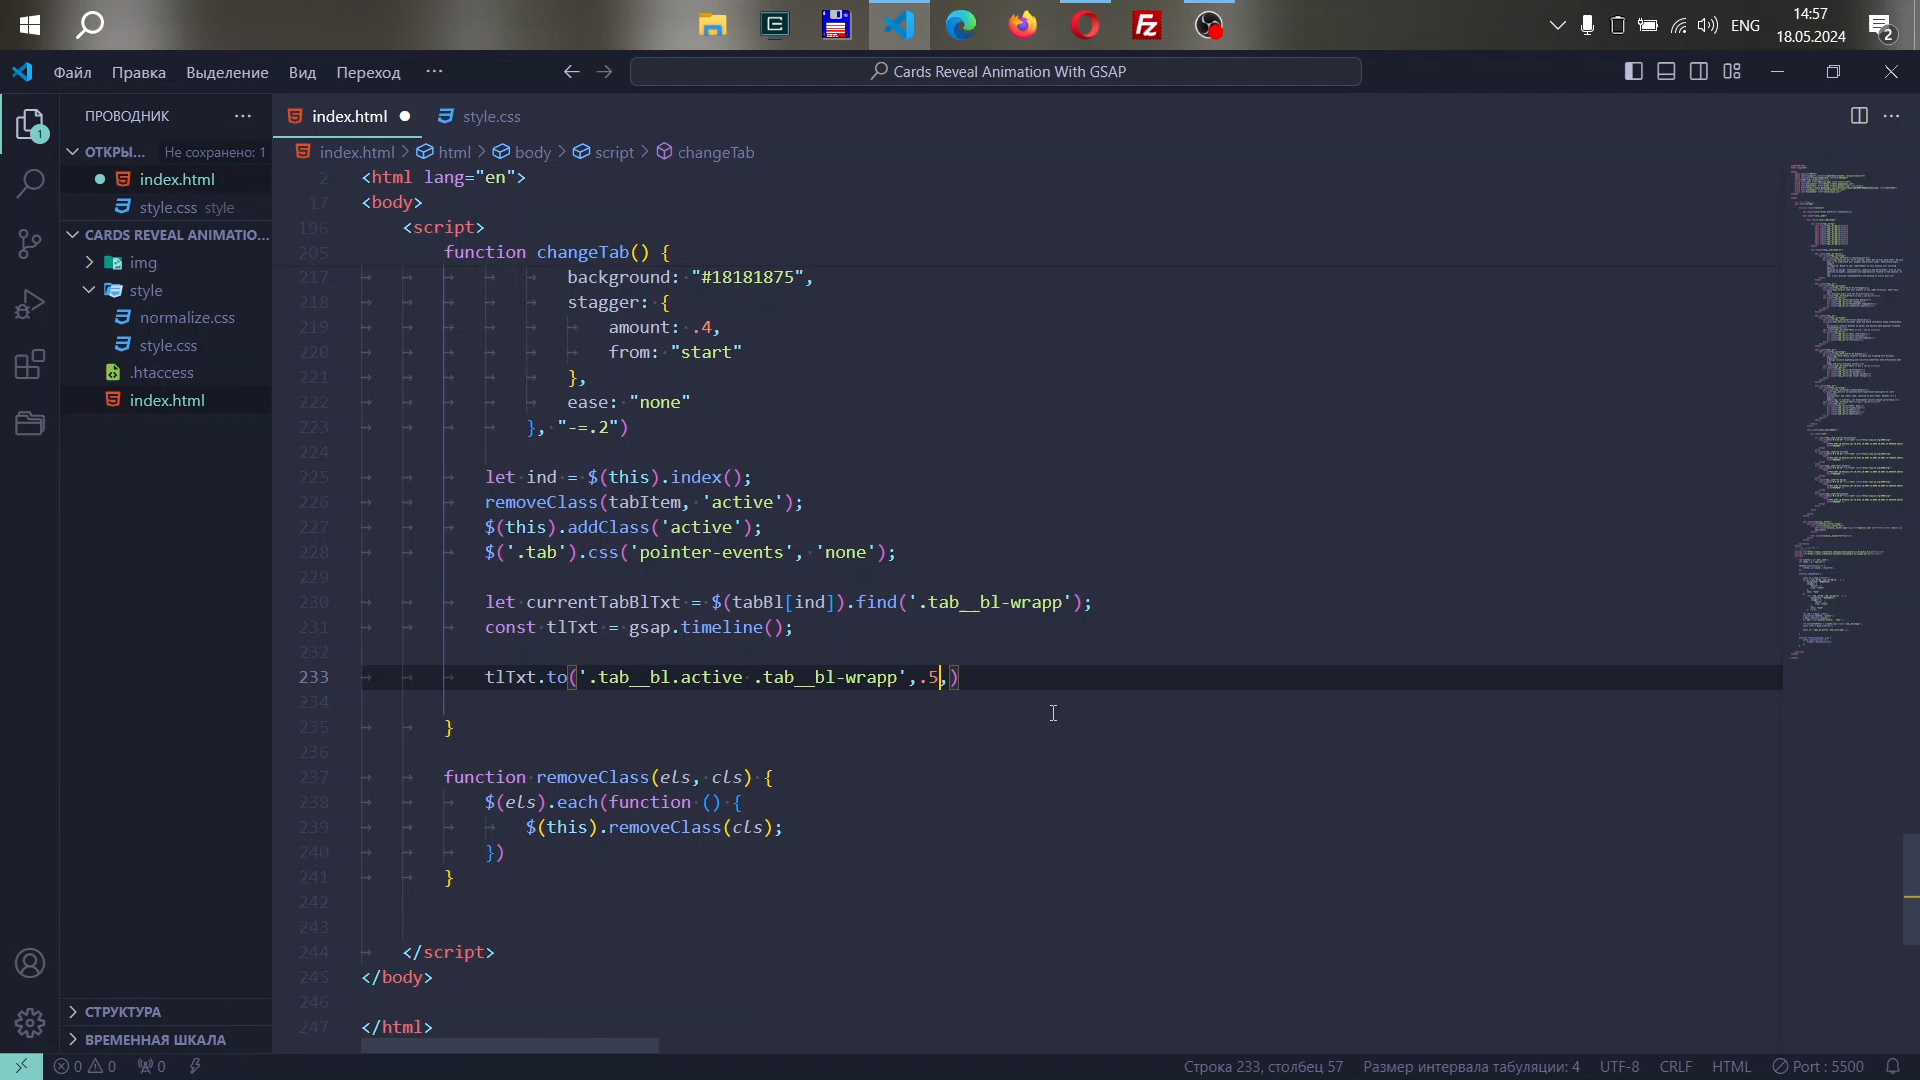 ENG
14:57
18.05.2024
2
Файл Правка Выделение Вид Переход ···
Cards Reveal Animation With GSAP
1
ПРОВОДНИК
ОТКРЫ... Не сохранено: 1
index.html
style.css style
CARDS REVEAL ANIMATIO...
img
style
normalize.css
style.css
.htaccess
index.html
СТРУКТУРА
ВРЕМЕННАЯ ШКАЛА
index.html style.css
index.html > html > body > script > changeTab
2 <html lang="en">
17 <body>
196 <script>
205 function changeTab() {
217 background: "#18181875",
218 stagger: {
219 amount: .4,
220 from: "start"
221 },
222 ease: "none"
223 }, "-=.2")
224
225 let ind = $(this).index();
226 removeClass(tabItem, 'active');
227 $(this).addClass('active');
228 $('.tab').css('pointer-events', 'none');
229
230 let currentTabBlTxt = $(tabBl[ind]).find('.tab__bl-wrapp');
231 const tlTxt = gsap.timeline();
232
233 tlTxt.to('.tab__bl.active .tab__bl-wrapp',.5,)
234
235 }
236
237 function removeClass(els, cls) {
238 $(els).each(function () {
239 $(this).removeClass(cls);
240 })
241 }
242
243
244 </script>
245 </body>
246
247 </html>
0 0 0
Строка 233, столбец 57 Размер интервала табуляции: 4 UTF-8 CRLF HTML Port : 5500